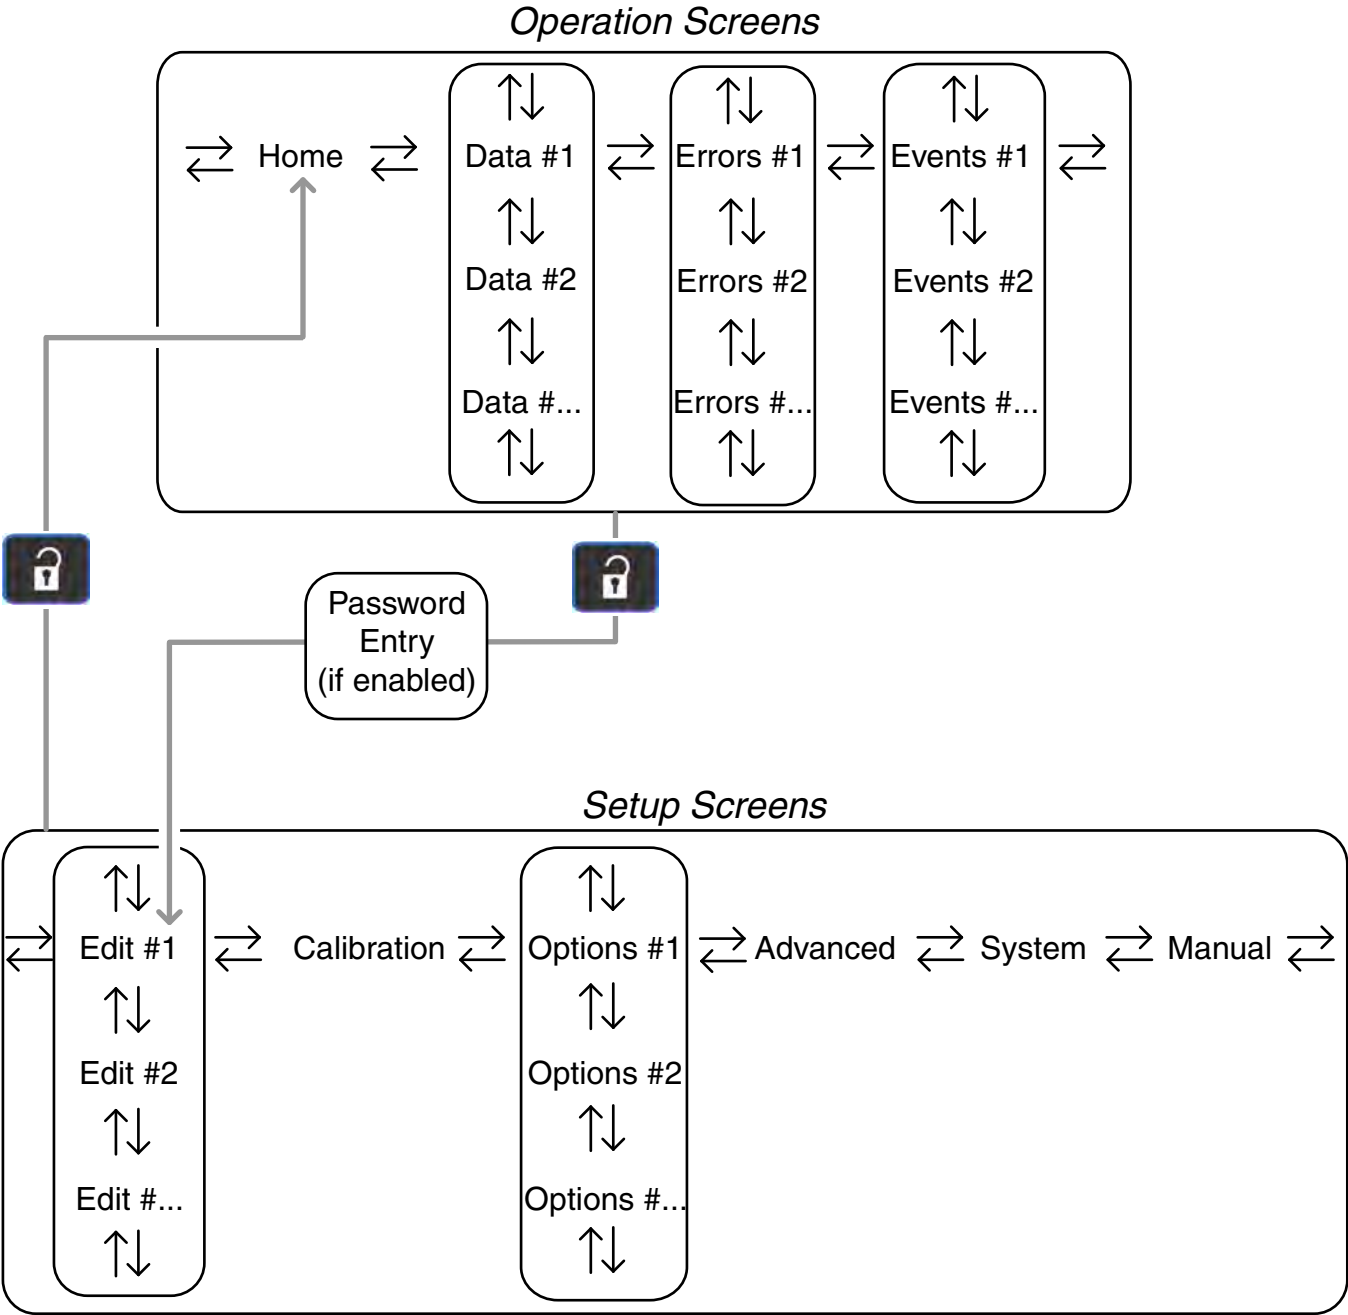 Operation Screens
Home
Data #1
Errors #1
Events #1
Data #2
Errors #2
Events #2
Data #...
Errors #...
Events #...
Password
Entry
(if enabled)
Setup Screens
Edit #1
Calibration
Options #1
Advanced
System
Manual
Edit #2
Options #2
Edit #...
Options #...